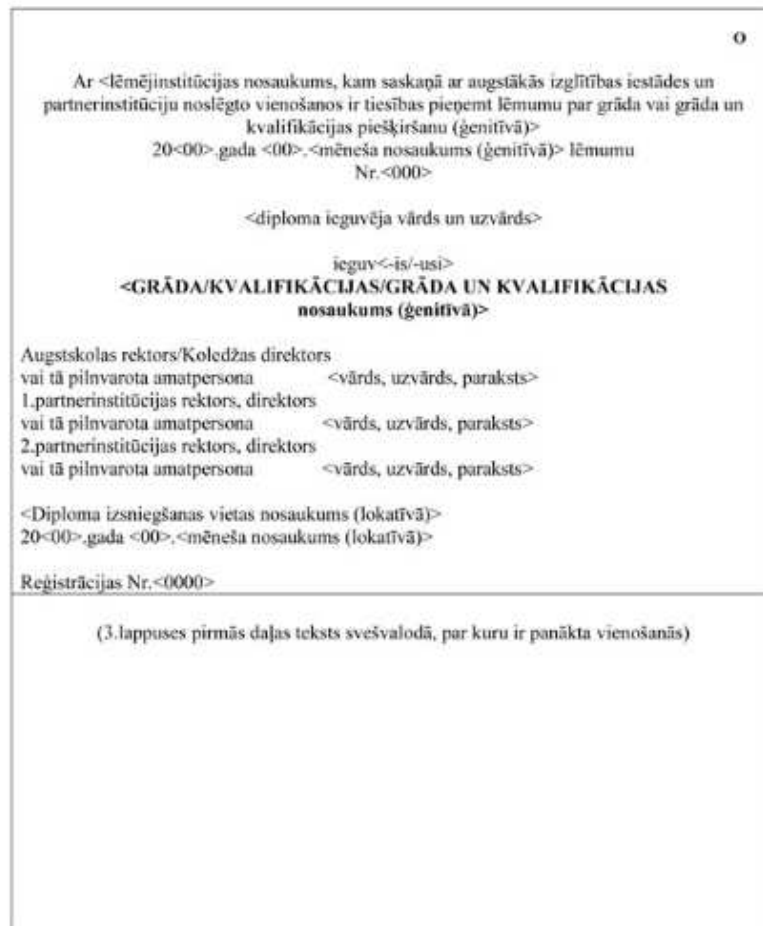 O
Ar <lēmējinstitūcijas nosaukums, kam saskaņā ar augstākās izglītības iestādes un
partnerinstitūciju noslēgto vienošanos ir tiesības pieņemt lēmumu par grāda vai grāda un
kvalifikācijas piešķiršanu (ģenitīvā)>
20<00>.gada <00>.<mēneša nosaukums (ģenitīvā)> lēmumu
Nr.<000>
<diploma ieguvēja vārds un uzvārds>
ieguv<-is/-usi>
<GRĀDA/KVALIFIKĀCIJAS/GRĀDA UN KVALIFIKĀCIJAS
nosaukums (ģenitīvā)>
Augstskolas rektors/Koledžas direktors
vai tā pilnvarota amatpersona <vārds, uzvārds, paraksts>
1.partnerinstitūcijas rektors, direktors
vai tā pilnvarota amatpersona <vārds, uzvārds, paraksts>
2.partnerinstitūcijas rektors, direktors
vai tā pilnvarota amatpersona <vārds, uzvārds, paraksts>
<Diploma izsniegšanas vietas nosaukums (lokatīvā)>
20<00>.gada <00>.<mēneša nosaukums (lokatīvā)>
Reģistrācijas Nr.<0000>
(3.lappuses pirmās daļas teksts svešvalodā, par kuru ir panākta vienošanās)